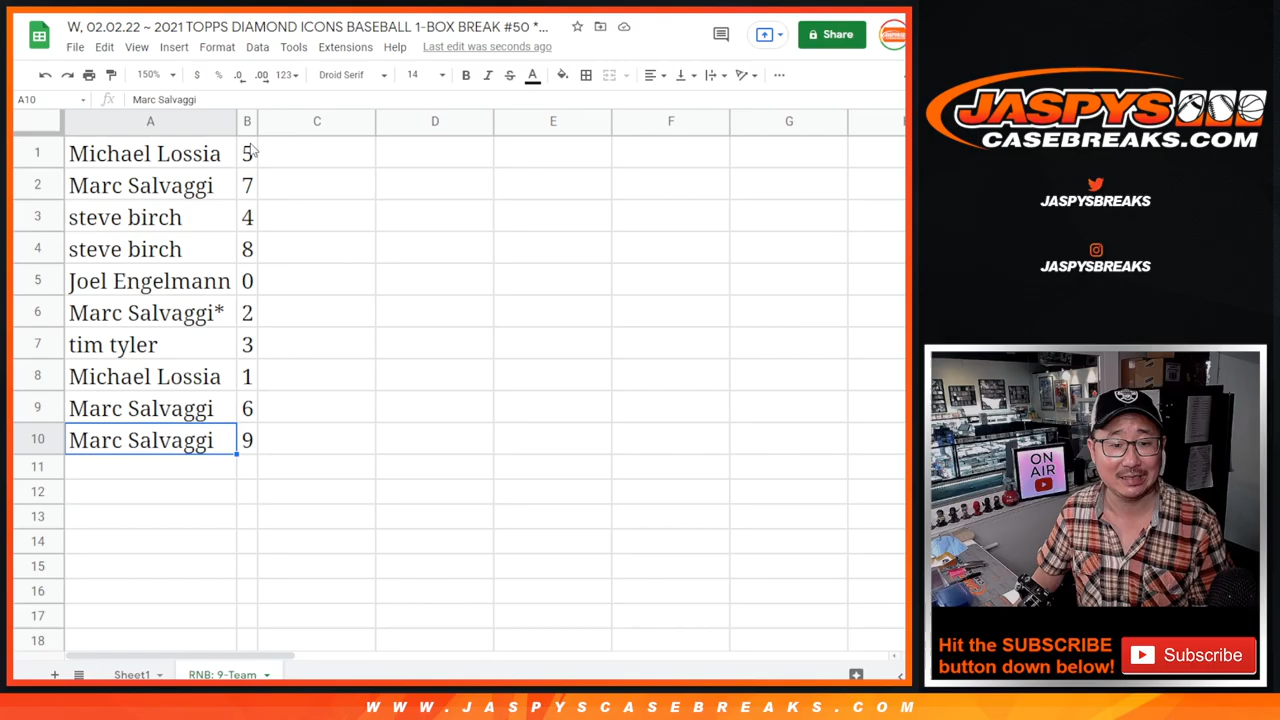 W, 02.02.22 ~ 2021 TOPPS DIAMOND ICONS BASEBALL 1-BOX BREAK #50 *...
Share
File Edit View Insert Format Data Tools Extensions Help Last edit was seconds ago
150% $ % .0 .00 123 Droid Serif 14 B I S A
A10 fx Marc Salvaggi
A B C D E F G
1 Michael Lossia 5
2 Marc Salvaggi 7
3 steve birch 4
4 steve birch 8
5 Joel Engelmann 0
6 Marc Salvaggi* 2
7 tim tyler 3
8 Michael Lossia 1
9 Marc Salvaggi 6
10 Marc Salvaggi 9
11
12
13
14
15
16
17
18
Sheet1 RNB: 9-Team
JASPYS
CASEBREAKS.COM
JASPYSBREAKS
JASPYSBREAKS
ON
AIR
Hit the SUBSCRIBE
button down below!
Subscribe
WWW.JASPYSCASEBREAKS.COM